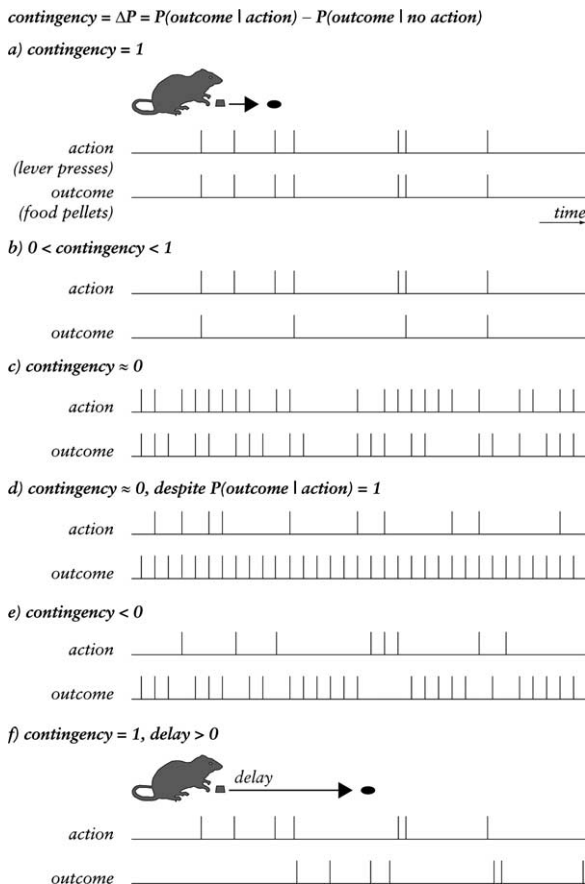 contingency = ΔP = P(outcome | action) – P(outcome | no action)
a) contingency = 1
action
(lever presses)
outcome
(food pellets)
time
b) 0 < contingency < 1
action
outcome
c) contingency ≈ 0
action
outcome
d) contingency ≈ 0, despite P(outcome | action) = 1
action
outcome
e) contingency < 0
action
outcome
f) contingency = 1, delay > 0
delay
action
outcome